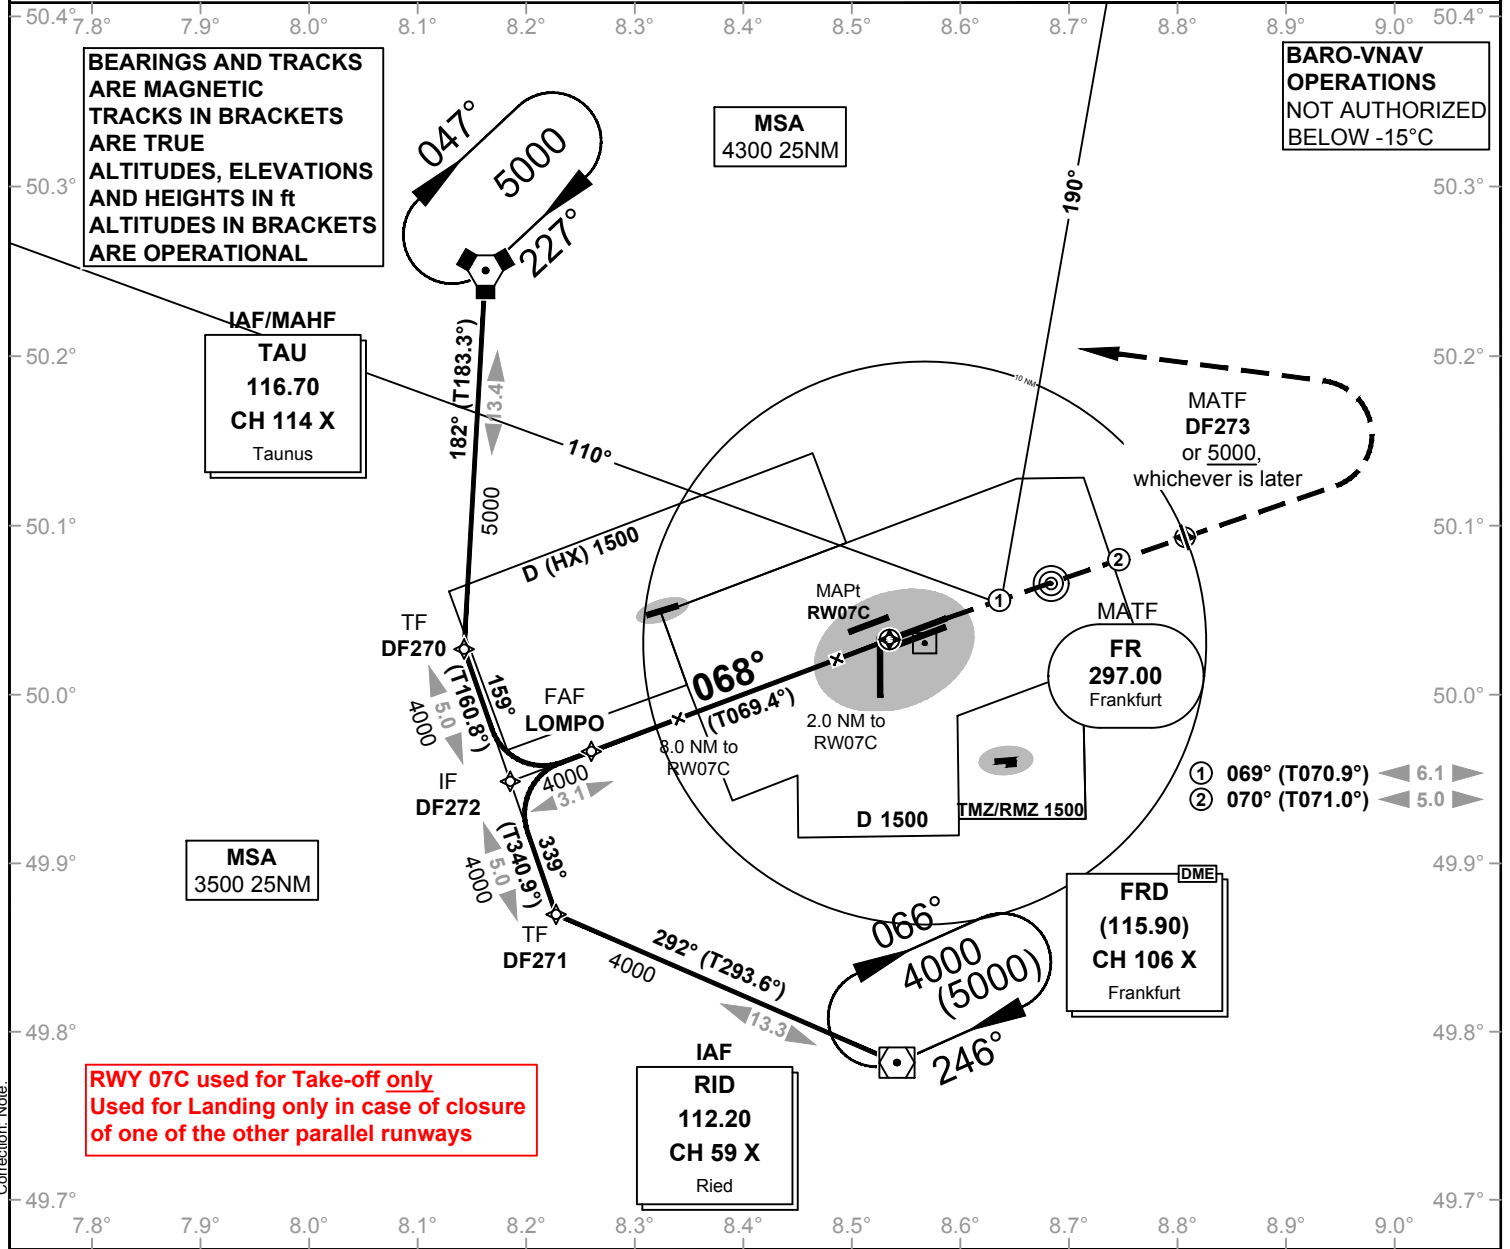 50.4° 7.8° 7.9° 8.0° 8.1° 8.2° 8.3° 8.4° 8.5° 8.6° 8.7° 8.8° 8.9° 9.0° 50.4°
BEARINGS AND TRACKS
ARE MAGNETIC
TRACKS IN BRACKETS
ARE TRUE
ALTITUDES, ELEVATIONS
AND HEIGHTS IN ft
ALTITUDES IN BRACKETS
ARE OPERATIONAL
047°
5000
227°
MSA
4300 25NM
BARO-VNAV
OPERATIONS
NOT AUTHORIZED
BELOW -15°C
50.3°
50.3°
190°
IAF/MAHF
TAU
116.70
CH 114 X
Taunus
50.2°
50.2°
182° (T183.3°)
13.4
5000
110°
10 NM
MATF
DF273
or 5000,
whichever is later
50.1°
50.1°
D (HX) 1500
TF
DF270
159°
(T160.8°)
5.0
4000
FAF
LOMPO
068°
(T069.4°)
MAPt
RW07C
1
2
MATF
FR
297.00
Frankfurt
50.0°
50.0°
8.0 NM to
RW07C
2.0 NM to
RW07C
IF
DF272
4000
3.1
1 069° (T070.9°) 6.1
2 070° (T071.0°) 5.0
D 1500
TMZ/RMZ 1500
MSA
3500 25NM
49.9°
49.9°
339°
(T340.9°)
5.0
4000
TF
DF271
292° (T293.6°)
4000
13.3
066°
4000
(5000)
246°
DME
FRD
(115.90)
CH 106 X
Frankfurt
49.8°
49.8°
IAF
RID
112.20
CH 59 X
Ried
RWY 07C used for Take-off only
Used for Landing only in case of closure
of one of the other parallel runways
Correction: Note.
49.7°
49.7°
7.8° 7.9° 8.0° 8.1° 8.2° 8.3° 8.4° 8.5° 8.6° 8.7° 8.8° 8.9° 9.0°